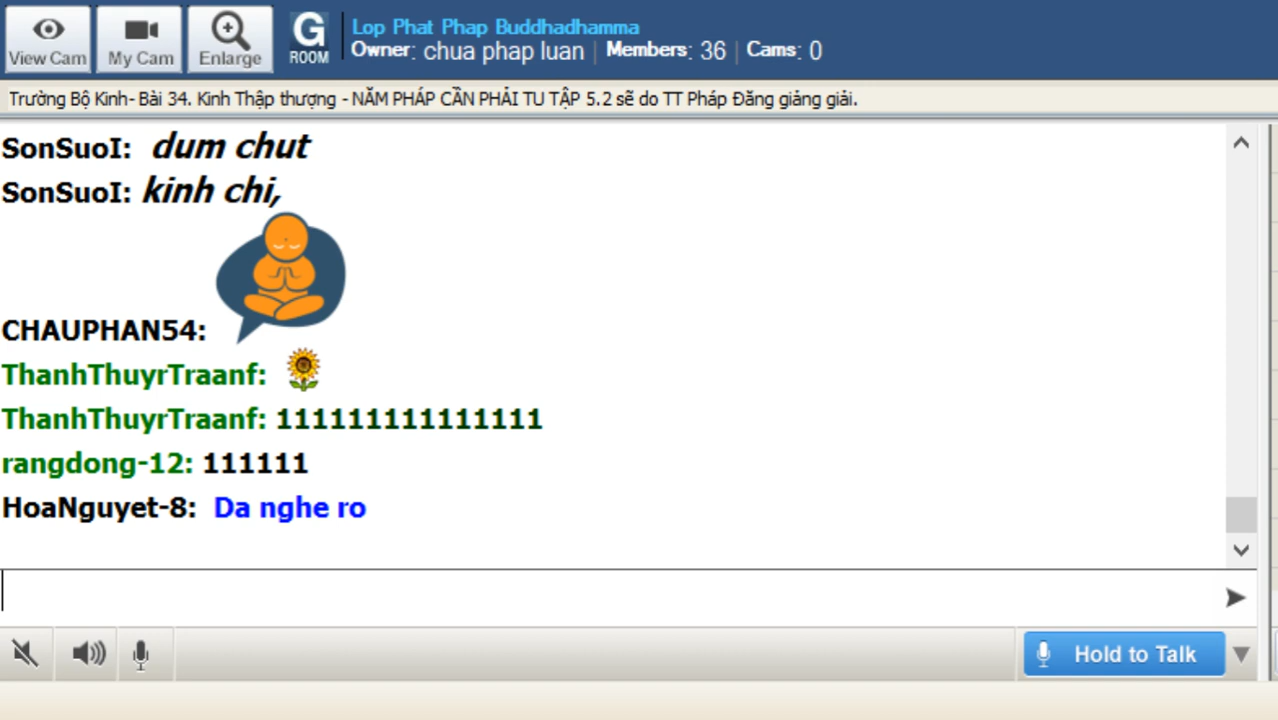 View Cam
My Cam
Enlarge
G
ROOM
Lop Phat Phap Buddhadhamma
Owner: chua phap luan | Members: 36 | Cams: 0
Trường Bộ Kinh- Bài 34. Kinh Thập thượng - NĂM PHÁP CẦN PHẢI TU TẬP 5.2 sẽ do TT Pháp Đăng giảng giải.
SonSuoI: dum chut
SonSuoI: kinh chi,
CHAUPHAN54:
ThanhThuyrTraanf:
ThanhThuyrTraanf: 111111111111111
rangdong-12: 111111
HoaNguyet-8: Da nghe ro
Hold to Talk